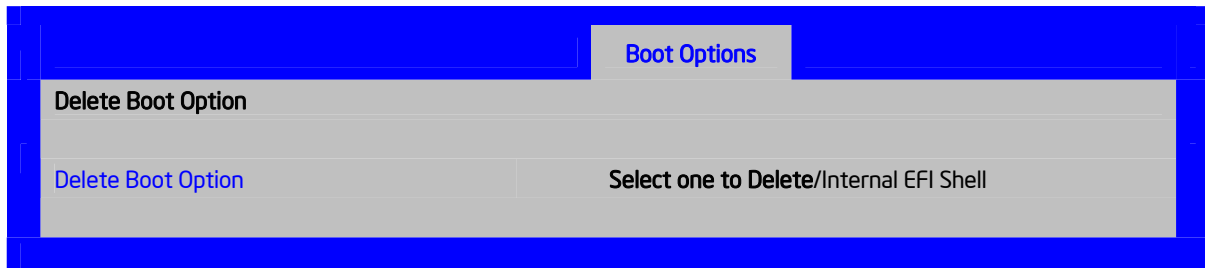 Boot Options
Delete Boot Option
Delete Boot Option Select one to Delete/Internal EFI Shell